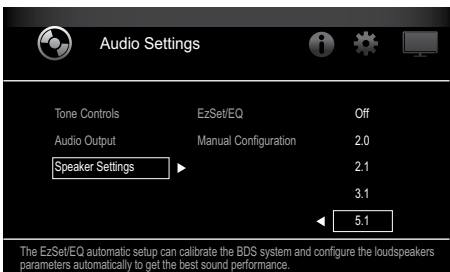 Audio Settings
Tone Controls
EzSet/EQ
Off
Audio Output
Manual Configuration
2.0
Speaker Settings
2.1
3.1
5.1
The EzSet/EQ automatic setup can calibrate the BDS system and configure the loudspeakers
parameters automatically to get the best sound performance.